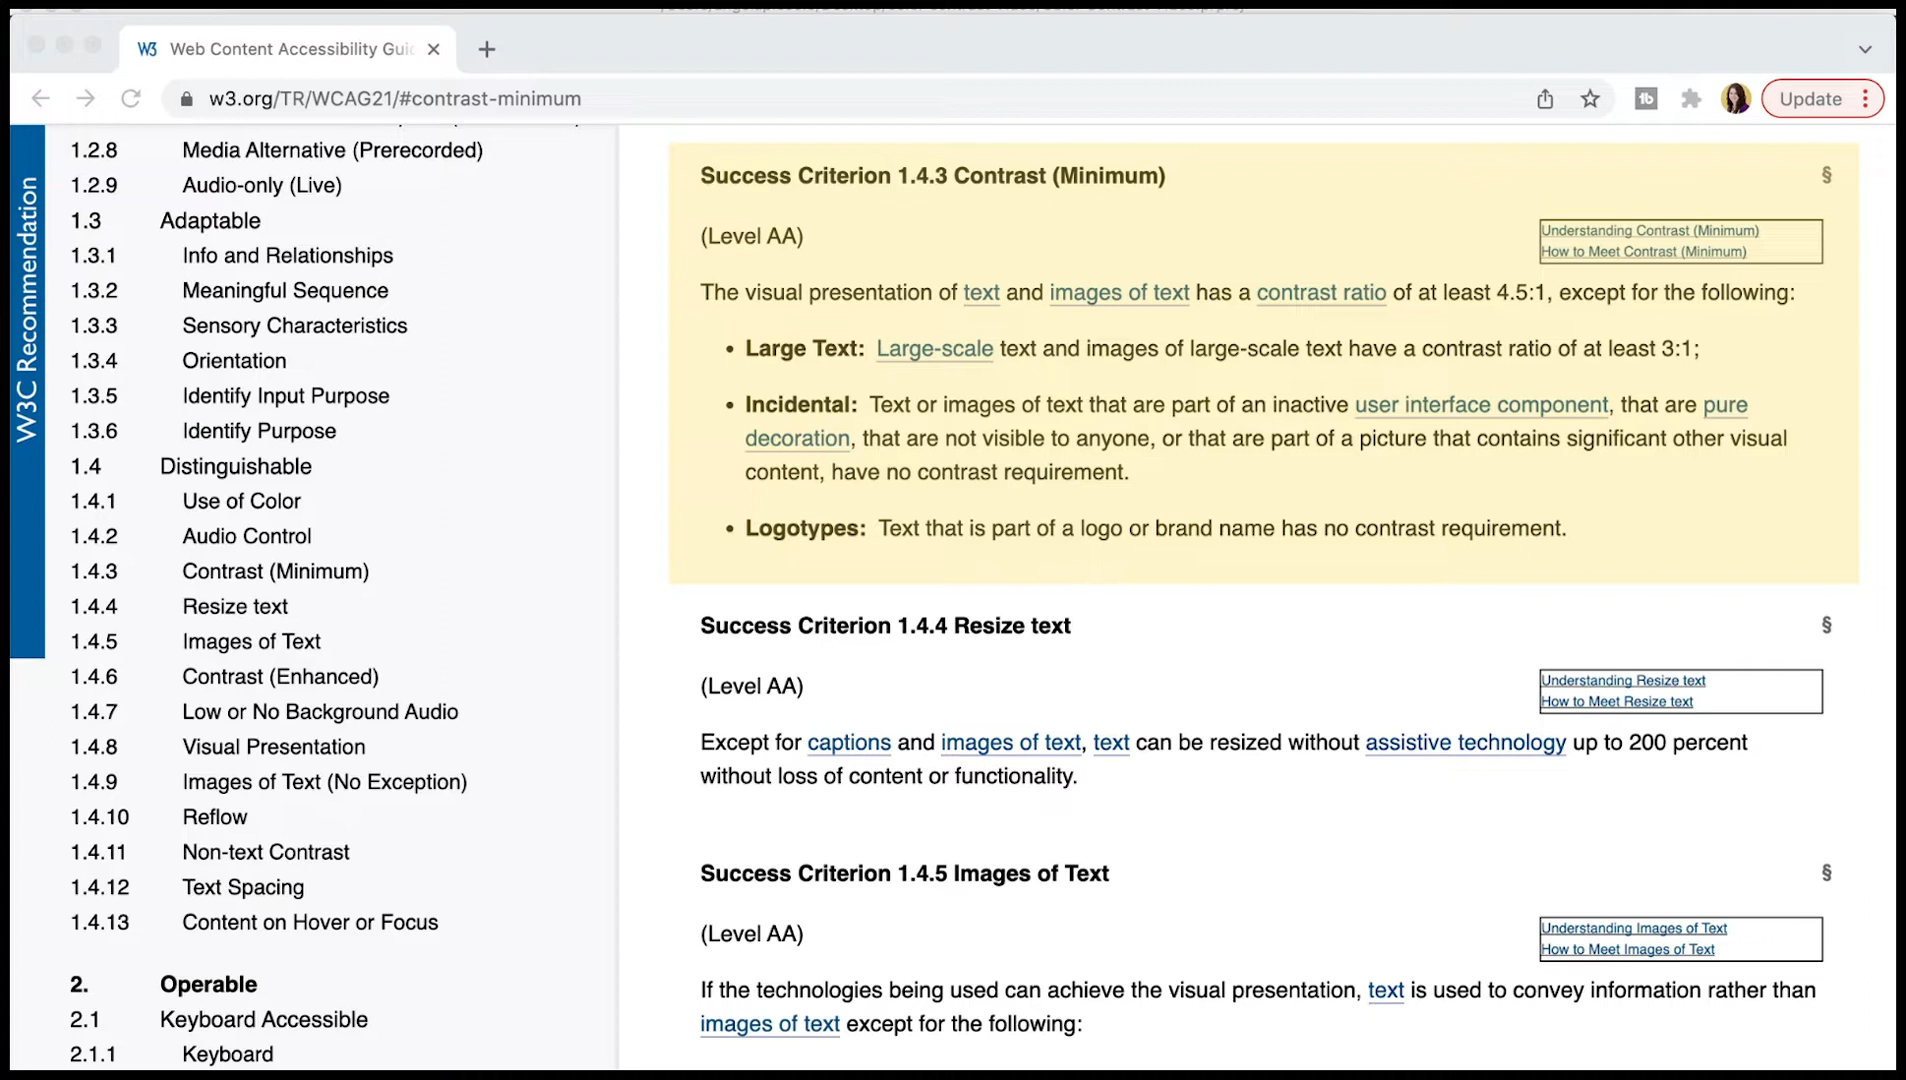 Web Content Accessibility Gui
Update
w3.org/TR/WCAG21/#contrast-minimum
W3C Recommendation
1.2.8 Media Alternative (Prerecorded)
1.2.9 Audio-only (Live)
1.3 Adaptable
1.3.1 Info and Relationships
1.3.2 Meaningful Sequence
1.3.3 Sensory Characteristics
1.3.4 Orientation
1.3.5 Identify Input Purpose
1.3.6 Identify Purpose
1.4 Distinguishable
1.4.1 Use of Color
1.4.2 Audio Control
1.4.3 Contrast (Minimum)
1.4.4 Resize text
1.4.5 Images of Text
1.4.6 Contrast (Enhanced)
1.4.7 Low or No Background Audio
1.4.8 Visual Presentation
1.4.9 Images of Text (No Exception)
1.4.10 Reflow
1.4.11 Non-text Contrast
1.4.12 Text Spacing
1.4.13 Content on Hover or Focus
2. Operable
2.1 Keyboard Accessible
2.1.1 Keyboard
Success Criterion 1.4.3 Contrast (Minimum) §
(Level AA)
Understanding Contrast (Minimum)
How to Meet Contrast (Minimum)
The visual presentation of text and images of text has a contrast ratio of at least 4.5:1, except for the following:
• Large Text: Large-scale text and images of large-scale text have a contrast ratio of at least 3:1;
• Incidental: Text or images of text that are part of an inactive user interface component, that are pure
decoration, that are not visible to anyone, or that are part of a picture that contains significant other visual
content, have no contrast requirement.
• Logotypes: Text that is part of a logo or brand name has no contrast requirement.
Success Criterion 1.4.4 Resize text §
(Level AA)
Understanding Resize text
How to Meet Resize text
Except for captions and images of text, text can be resized without assistive technology up to 200 percent
without loss of content or functionality.
Success Criterion 1.4.5 Images of Text §
(Level AA)
Understanding Images of Text
How to Meet Images of Text
If the technologies being used can achieve the visual presentation, text is used to convey information rather than
images of text except for the following: